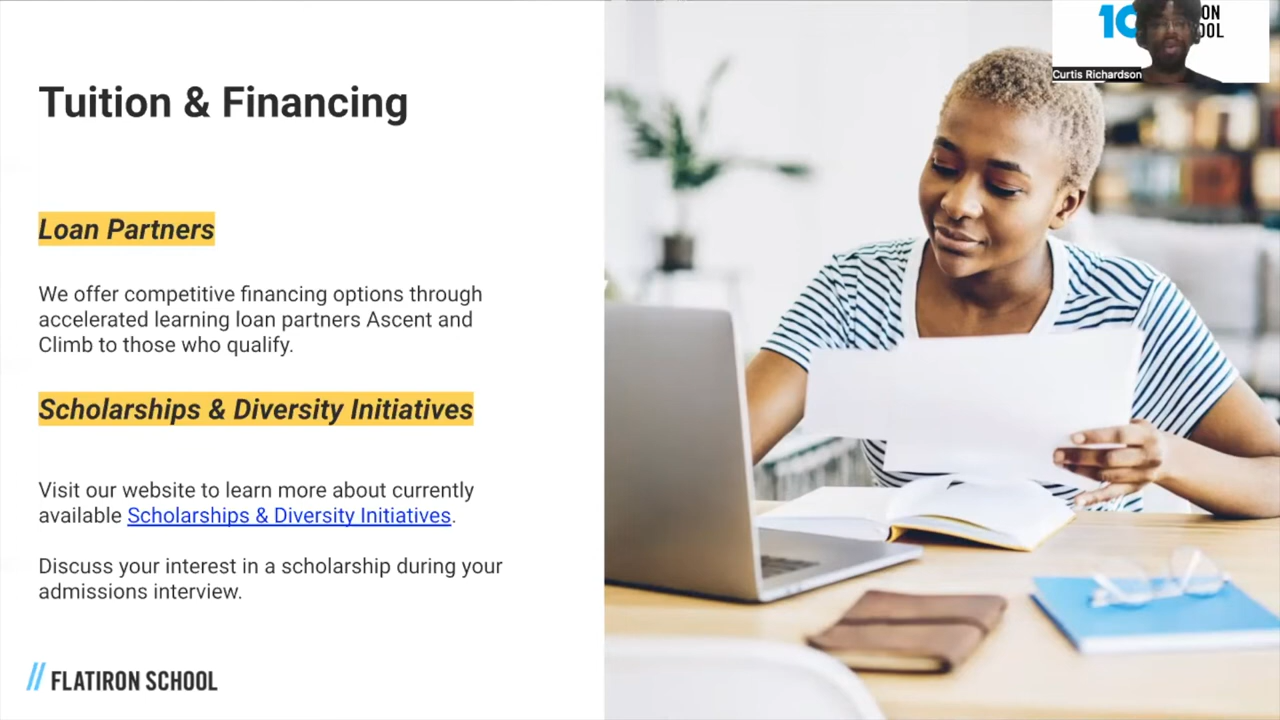 Tuition & Financing
Loan Partners
We offer competitive financing options through
accelerated learning loan partners Ascent and
Climb to those who qualify.
Scholarships & Diversity Initiatives
Visit our website to learn more about currently
available Scholarships & Diversity Initiatives.
Discuss your interest in a scholarship during your
admissions interview.
// FLATIRON SCHOOL
Curtis Richardson